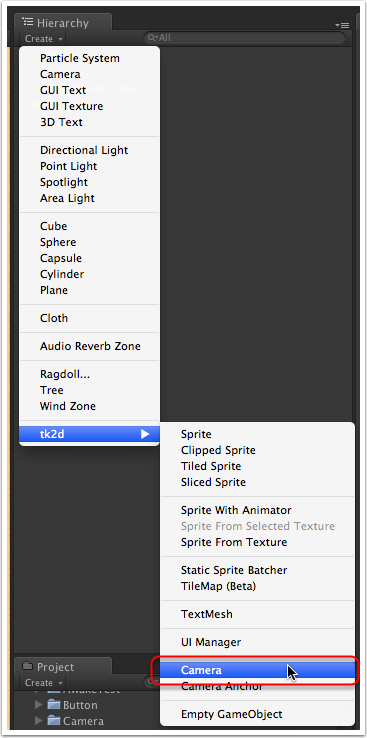 Hierarchy
Create
All
Particle System
Camera
GUI Text
GUI Texture
3D Text
Directional Light
Point Light
Spotlight
Area Light
Cube
Sphere
Capsule
Cylinder
Plane
Cloth
Audio Reverb Zone
Ragdoll...
Tree
Wind Zone
tk2d
Sprite
Clipped Sprite
Tiled Sprite
Sliced Sprite
Sprite With Animator
Sprite From Selected Texture
Sprite From Texture
Static Sprite Batcher
TileMap (Beta)
TextMesh
UI Manager
Camera
Camera Anchor
Empty GameObject
Project
Create
AwakeTest
Button
Camera